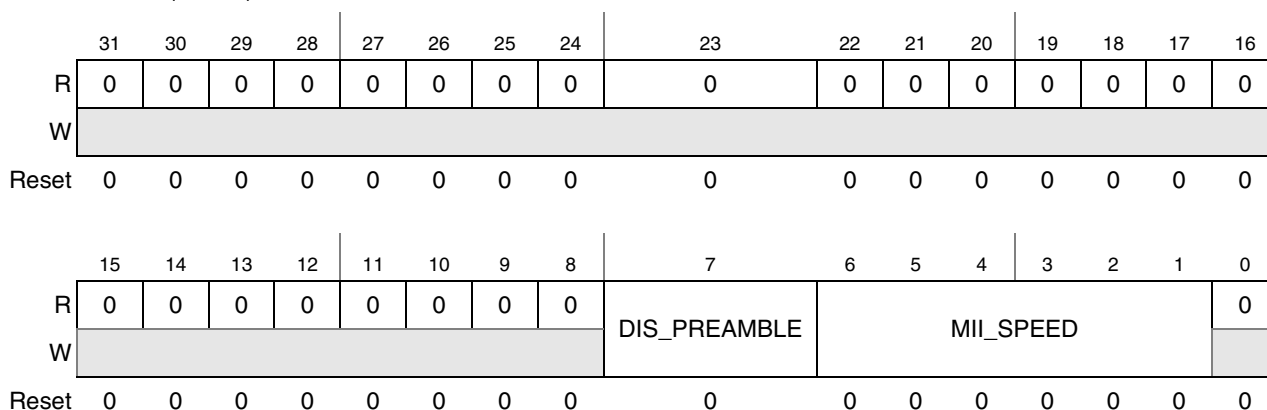 31 30 29 28 27 26 25 24 23 22 21 20 19 18 17 16
R 0 0 0 0 0 0 0 0 0 0 0 0 0 0 0 0
W
Reset 0 0 0 0 0 0 0 0 0 0 0 0 0 0 0 0
15 14 13 12 11 10 9 8 7 6 5 4 3 2 1 0
R 0 0 0 0 0 0 0 0 DIS_PREAMBLE MII_SPEED 0
W
Reset 0 0 0 0 0 0 0 0 0 0 0 0 0 0 0 0